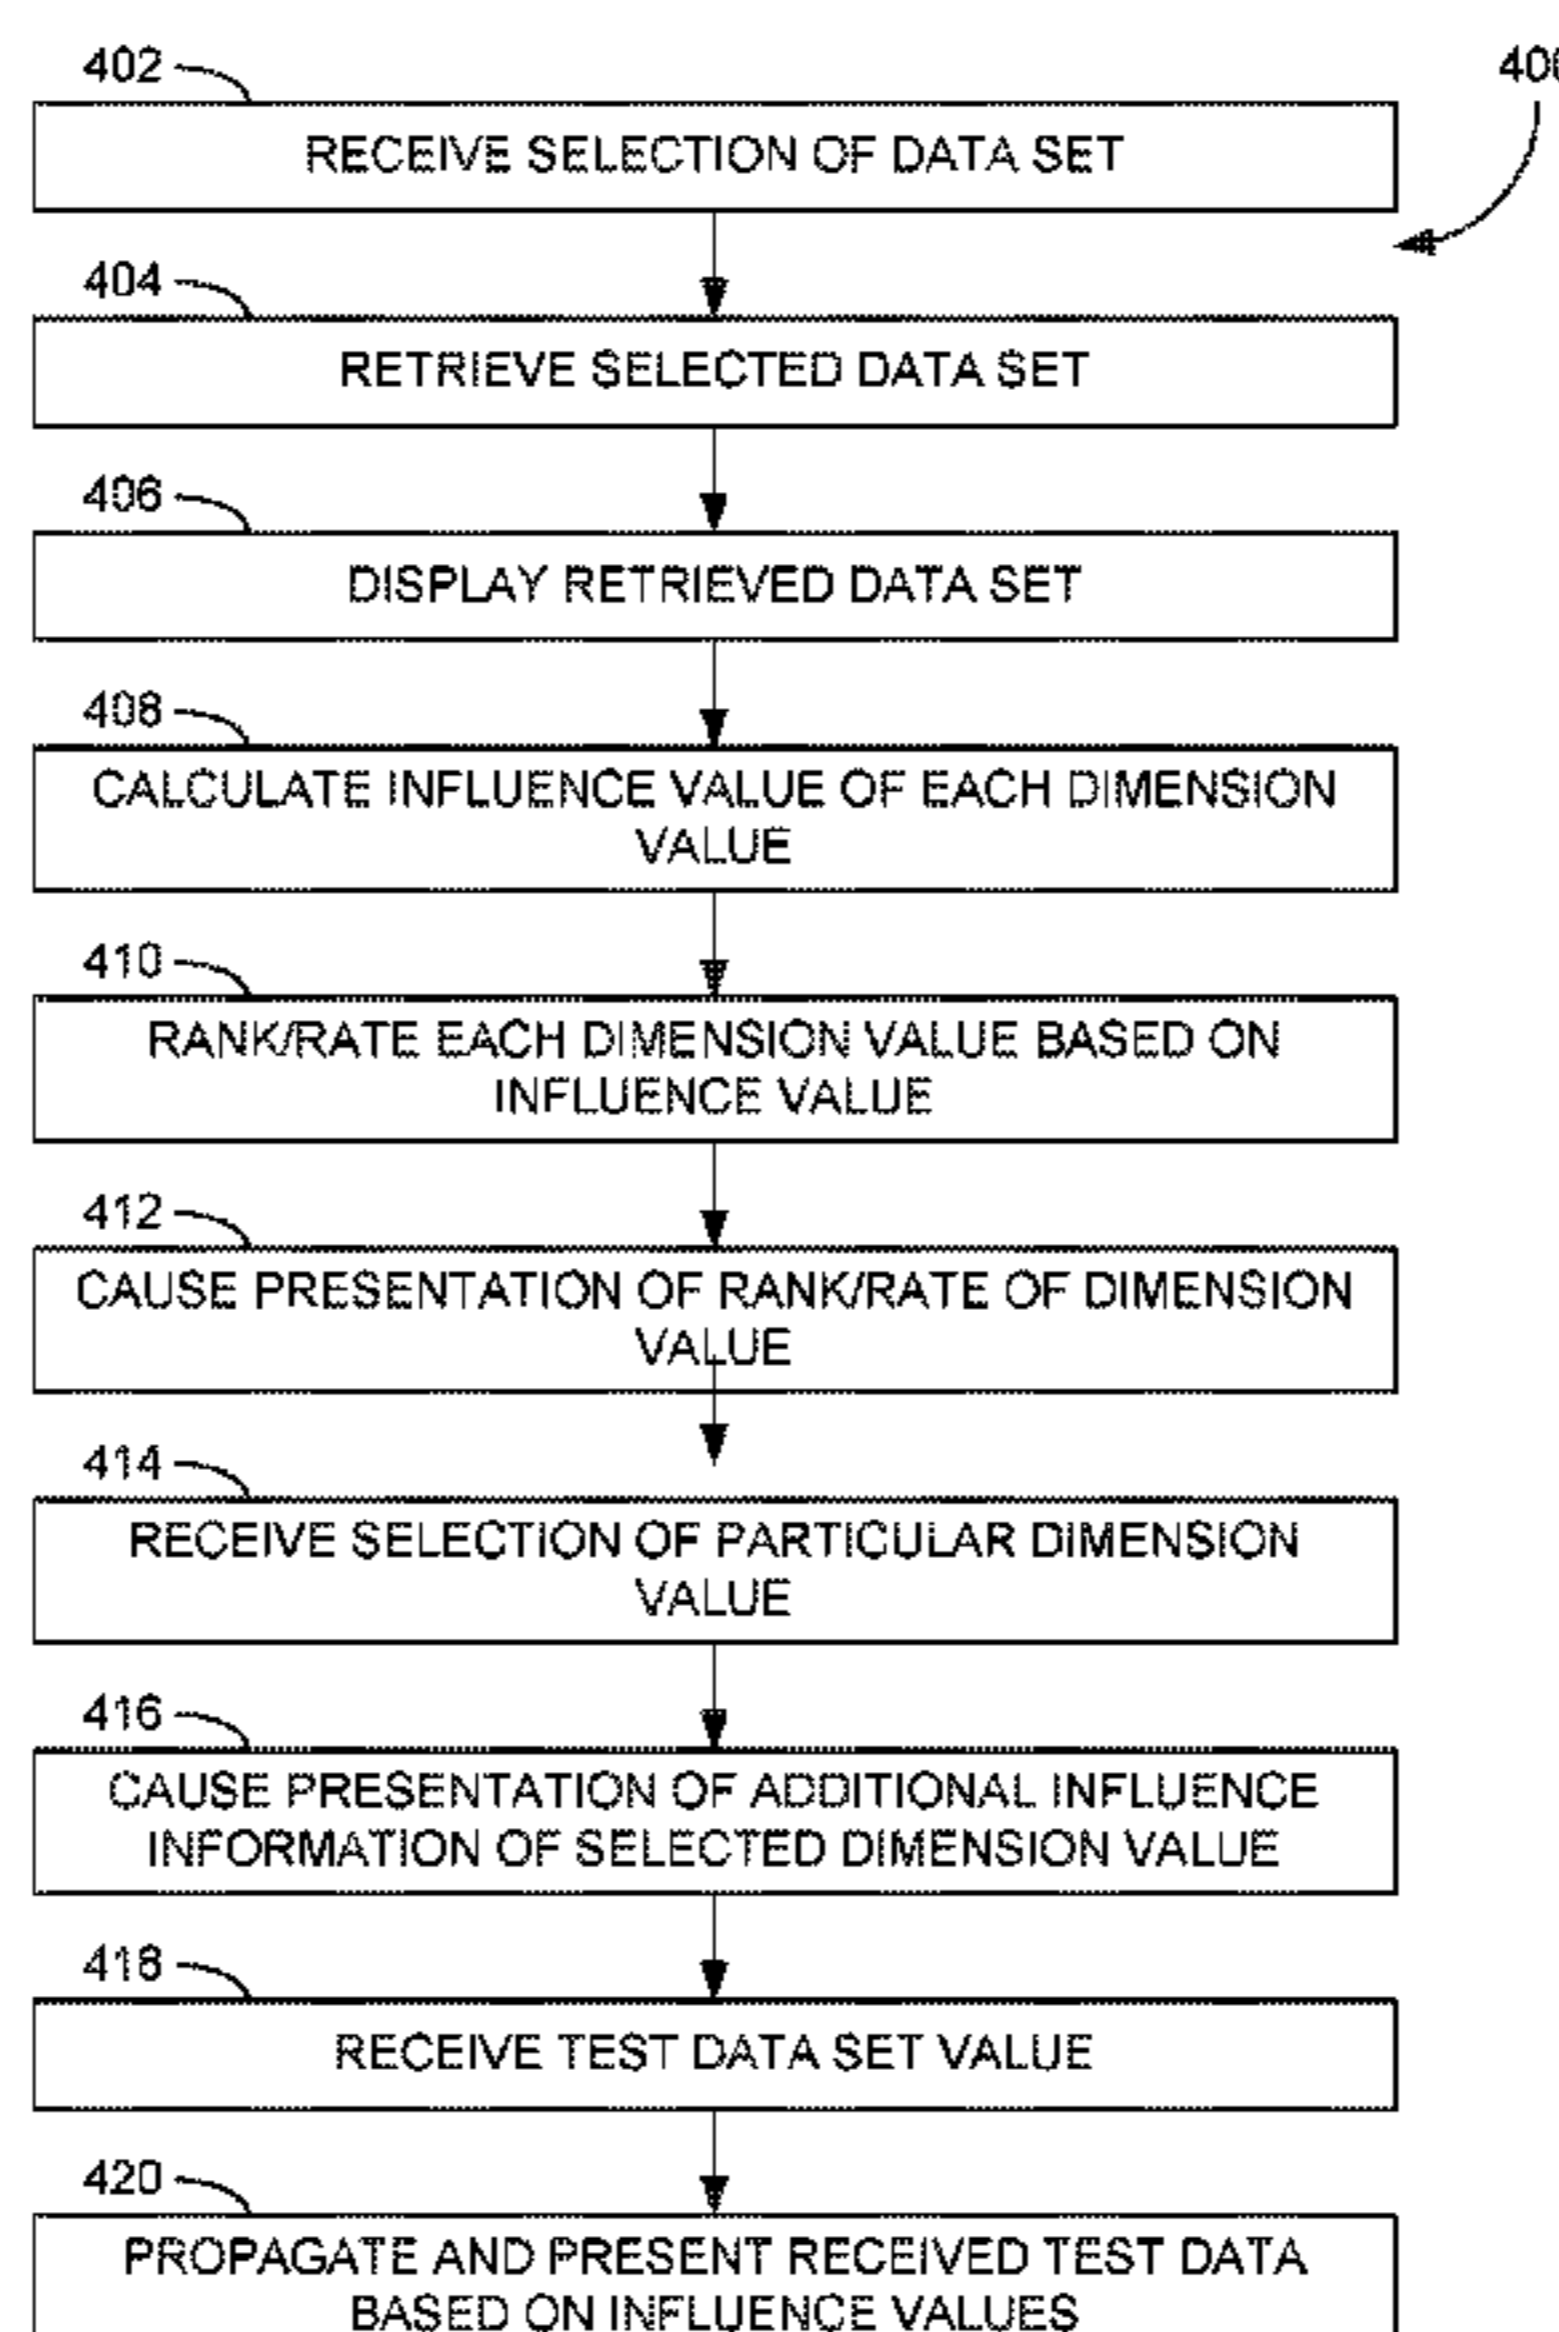 402
400
RECEIVE SELECTION OF DATA SET
404
RETRIEVE SELECTED DATA SET
406
DISPLAY RETRIEVED DATA SET
408
CALCULATE INFLUENCE VALUE OF EACH DIMENSION
VALUE
410
RANK/RATE EACH DIMENSION VALUE BASED ON
INFLUENCE VALUE
412
CAUSE PRESENTATION OF RANK/RATE OF DIMENSION
VALUE
414
RECEIVE SELECTION OF PARTICULAR DIMENSION
VALUE
416
CAUSE PRESENTATION OF ADDITIONAL INFLUENCE
INFORMATION OF SELECTED DIMENSION VALUE
418
RECEIVE TEST DATA SET VALUE
420
PROPAGATE AND PRESENT RECEIVED TEST DATA
BASED ON INFLUENCE VALUES